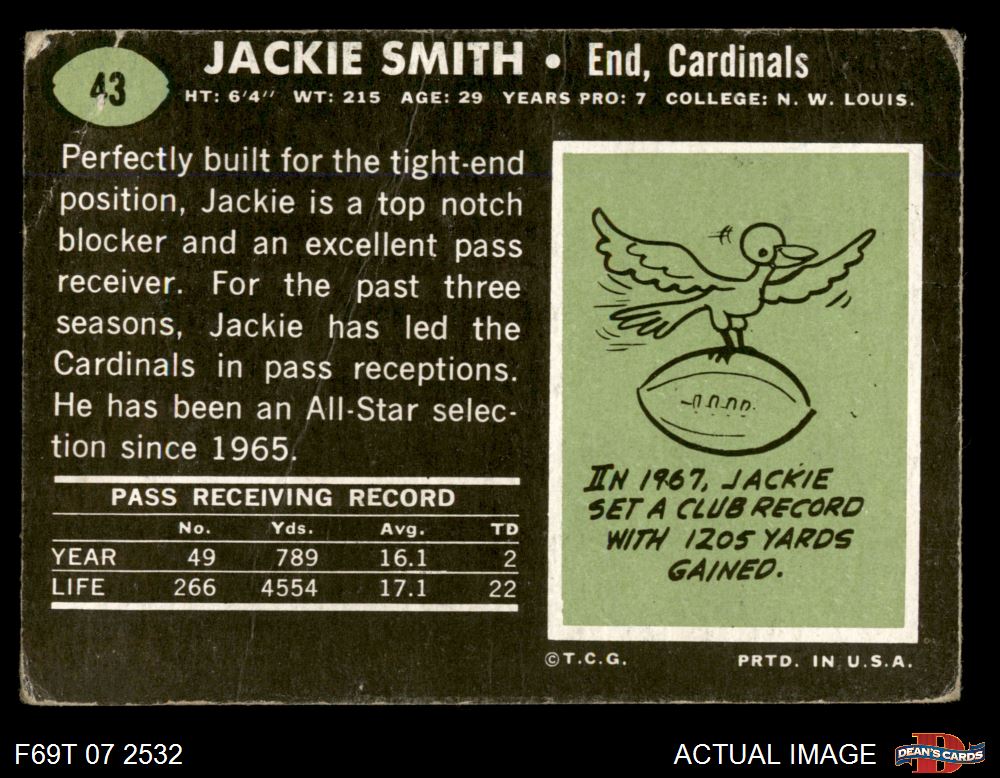 43
JACKIE SMITH • End, Cardinals
HT: 6'4" WT: 215 AGE: 29 YEARS PRO: 7 COLLEGE: N. W. LOUIS.
Perfectly built for the tight-end
position, Jackie is a top notch
blocker and an excellent pass
receiver. For the past three
seasons, Jackie has led the
Cardinals in pass receptions.
He has been an All-Star selec-
tion since 1965.
PASS RECEIVING RECORD
No. Yds. Avg. TD
YEAR 49 789 16.1 2
LIFE 266 4554 17.1 22
IN 1967, JACKIE
SET A CLUB RECORD
WITH 1205 YARDS
GAINED.
©T.C.G. PRTD. IN U.S.A.
F69T 07 2532
ACTUAL IMAGE
D
DEAN'S CARDS